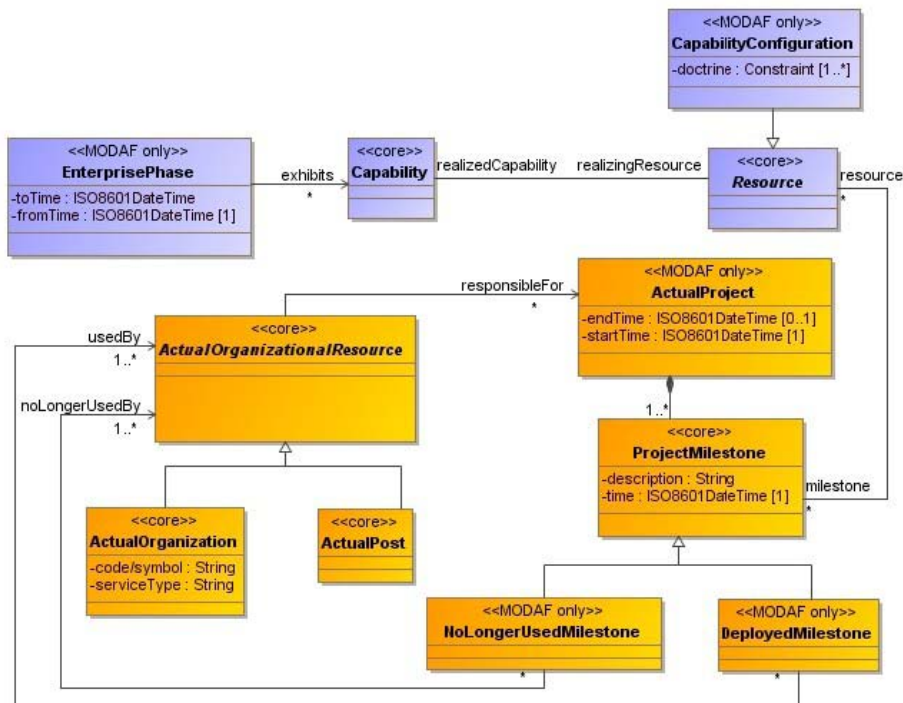 <<MODAF only>>
CapabilityConfiguration
-doctrine : Constraint [1..*]
<<MODAF only>>
EnterprisePhase
-toTime : ISO8601DateTime
-fromTime : ISO8601DateTime [1]
exhibits
*
<<core>>
Capability
realizedCapability
realizingResource
<<core>>
Resource
resource
*
responsibleFor
*
<<MODAF only>>
ActualProject
-endTime : ISO8601DateTime [0..1]
-startTime : ISO8601DateTime [1]
usedBy
1..*
<<core>>
ActualOrganizationalResource
noLongerUsedBy
1..*
1..*
<<core>>
ProjectMilestone
-description : String
-time : ISO8601DateTime [1]
milestone
*
<<core>>
ActualOrganization
-code/symbol : String
-serviceType : String
<<core>>
ActualPost
<<MODAF only>>
NoLongerUsedMilestone
*
<<MODAF only>>
DeployedMilestone
*